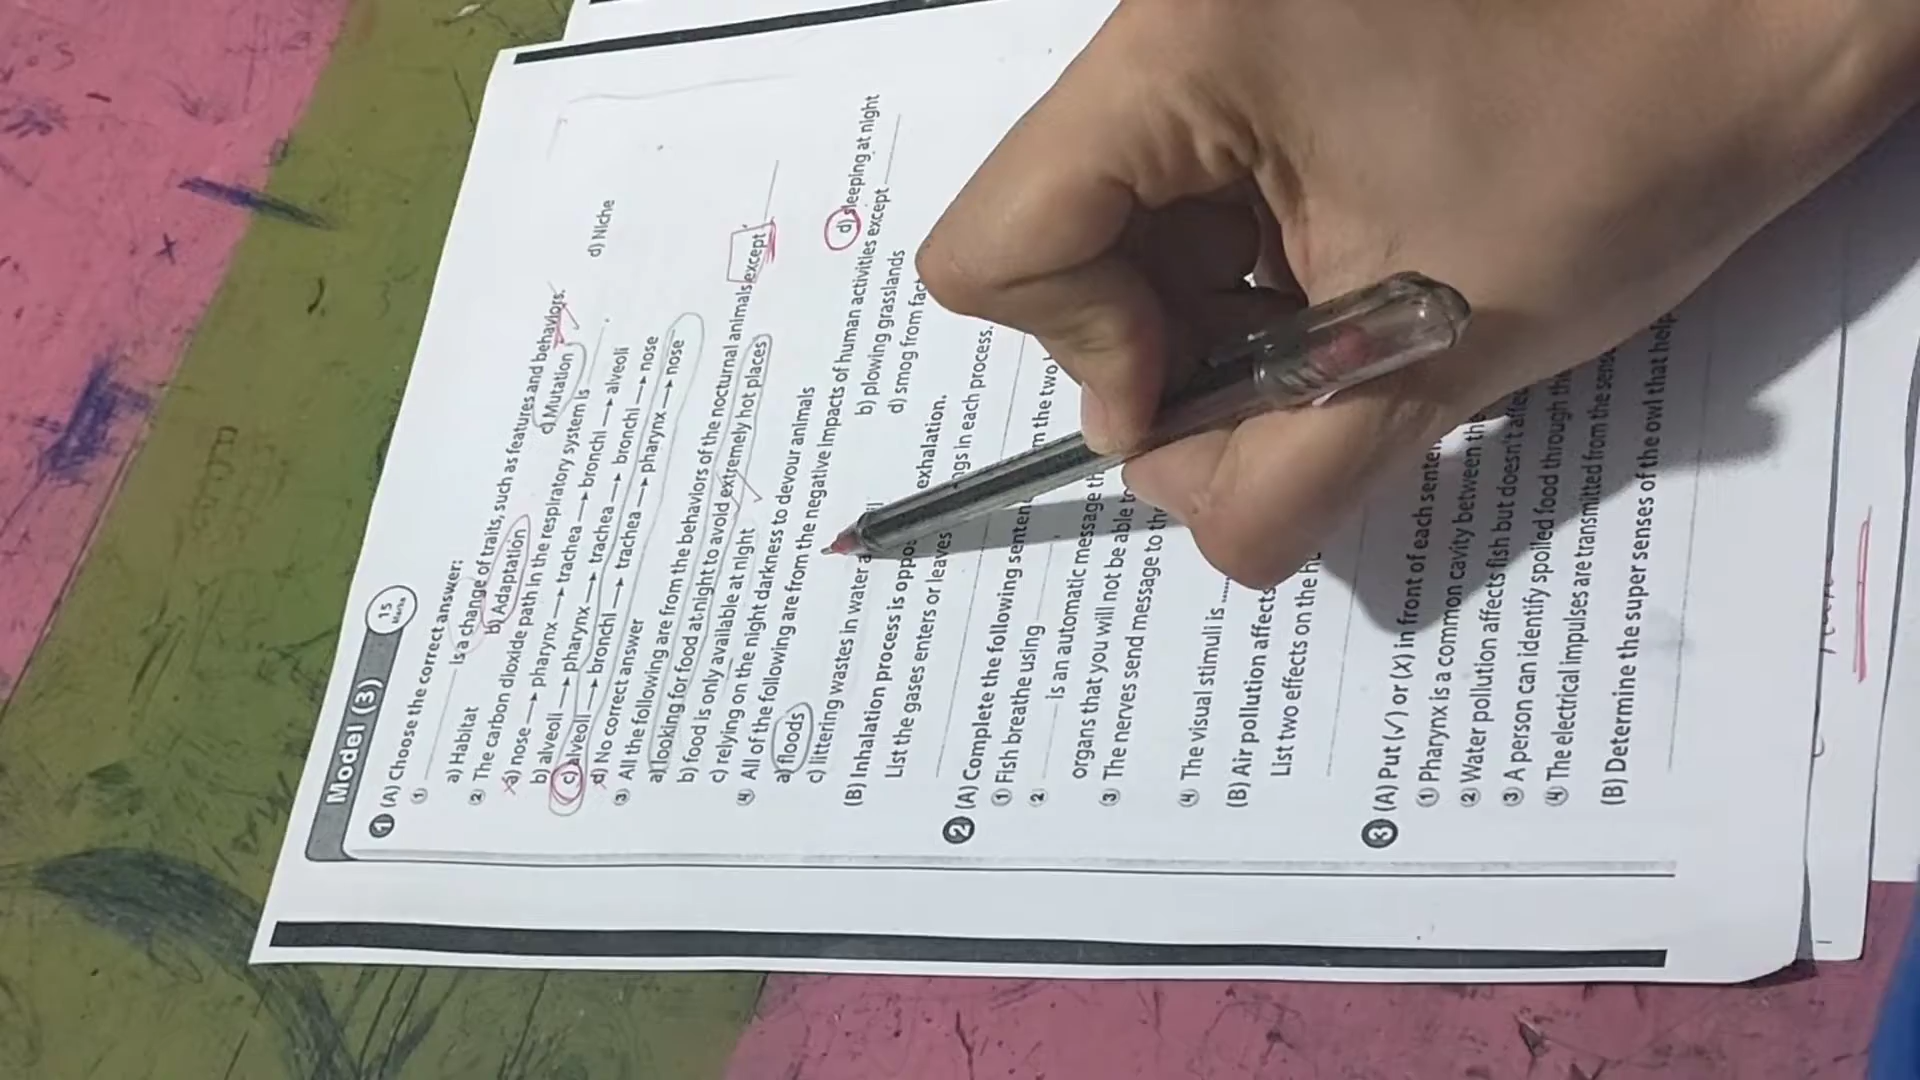 Model (3)
15
Marks
1 (A) Choose the correct answer:
① is a change of traits, such as features and behaviors.
a) Habitat b) Adaptation c) Mutation d) Niche
② The carbon dioxide path in the respiratory system is
a) nose → pharynx → trachea → bronchi → alveoli
b) alveoli → pharynx → trachea → bronchi → nose
c) alveoli → bronchi → trachea → pharynx → nose
d) No correct answer
③ All the following are from the behaviors of the nocturnal animals except
a) looking for food at night to avoid extremely hot places
b) food is only available at night
c) relying on the night darkness to devour animals
d) sleeping at night
④ All of the following are from the negative impacts of human activities except
a) floods b) plowing grasslands
c) littering wastes in water d) smog from
(B) Inhalation process is exhalation.
List the gases enters or leaves in each process.
2 (A) Complete the following
① Fish breathe using
② is an automatic message
organs that you will not be able
③ The nerves send message to
④ The visual stimuli is
(B) Air pollution affects
List two effects on the
3 (A) Put (✓) or (X) in front of each
① Pharynx is a common cavity between
② Water pollution affects fish but doesn't
③ A person can identify spoiled food through
④ The electrical impulses are transmitted from the
(B) Determine the super senses of the owl that help